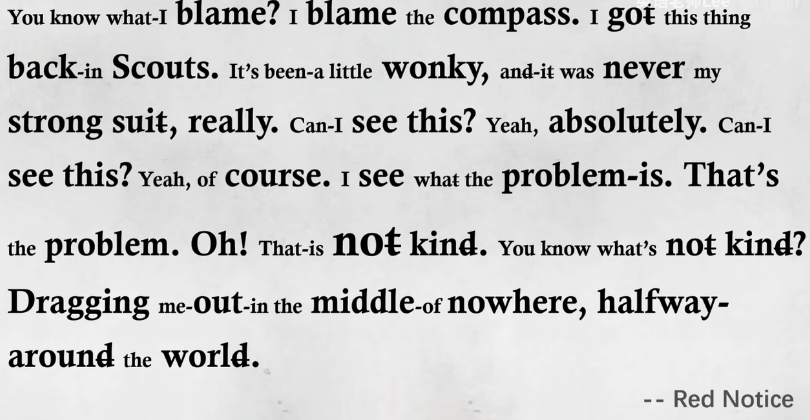 You know what-I blame? I blame the compass. I got this thing
back-in Scouts. It's been-a little wonky, and-it was never my
strong suit, really. Can-I see this? Yeah, absolutely. Can-I
see this? Yeah, of course. I see what the problem-is. That's
the problem. Oh! That-is not kind. You know what's not kind?
Dragging me-out-in the middle-of nowhere, halfway-
around the world.
-- Red Notice